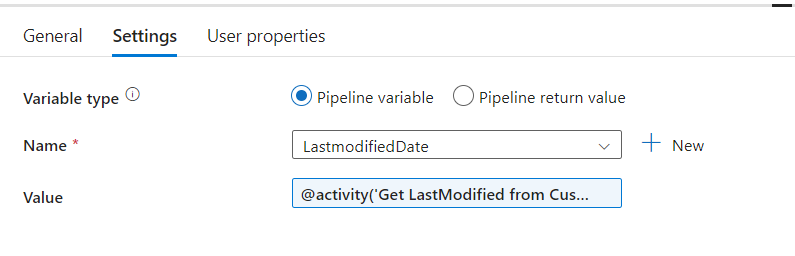 General Settings User properties
Variable type Pipeline variable Pipeline return value
Name * LastmodifiedDate New
Value @activity('Get LastModified from Cus...